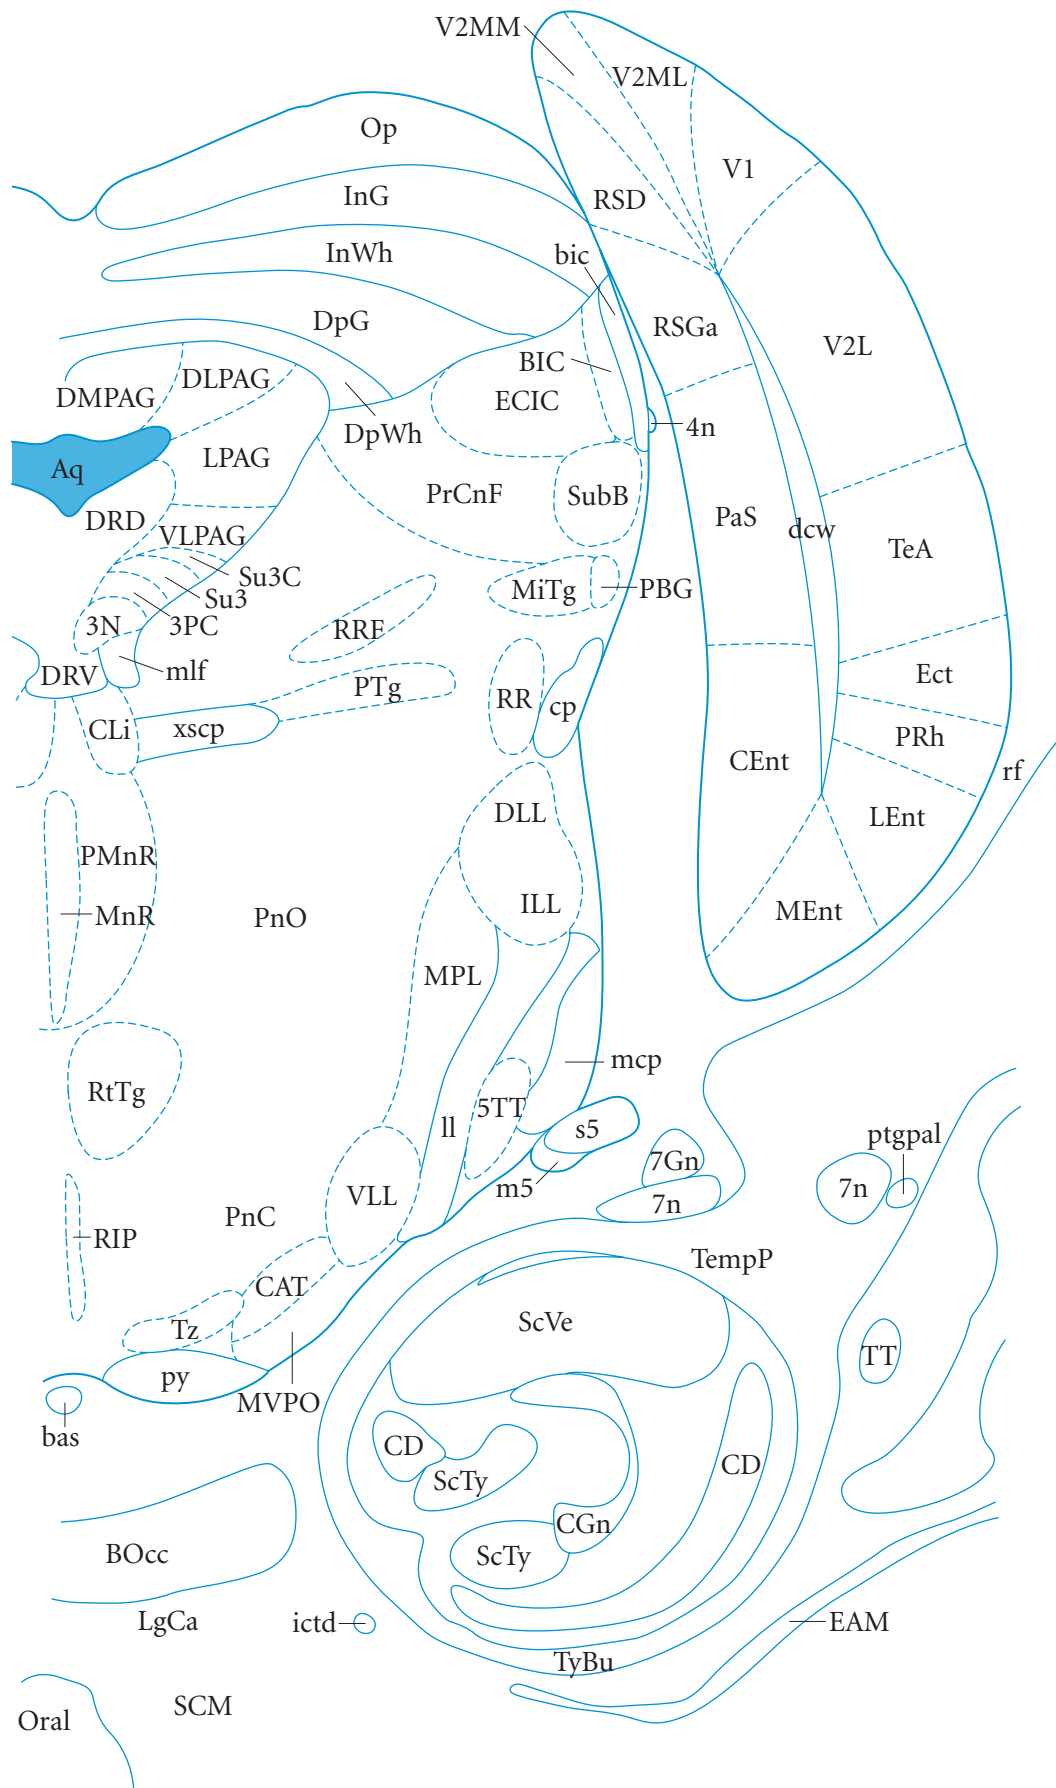 V2MM
V2ML
Op
V1
InG
RSD
InWh
bic
DpG
RSGa
V2L
BIC
DLPAG
DMPAG
ECIC
4n
DpWh
Aq
LPAG
PrCnF
SubB
PaS
DRD
dcw
VLPAG
TeA
Su3C
MiTg
PBG
Su3
3N
3PC
RRF
DRV
mlf
Ect
PTg
RR
cp
CLi
xscp
PRh
CEnt
rf
DLL
LEnt
PMnR
ILL
MEnt
MnR
PnO
MPL
mcp
RtTg
5TT
ll
s5
ptgpal
7Gn
m5
7n
VLL
7n
PnC
RIP
TempP
CAT
ScVe
Tz
TT
py
MVPO
bas
CD
CD
ScTy
CGn
BOcc
ScTy
LgCa
ictd
EAM
TyBu
SCM
Oral